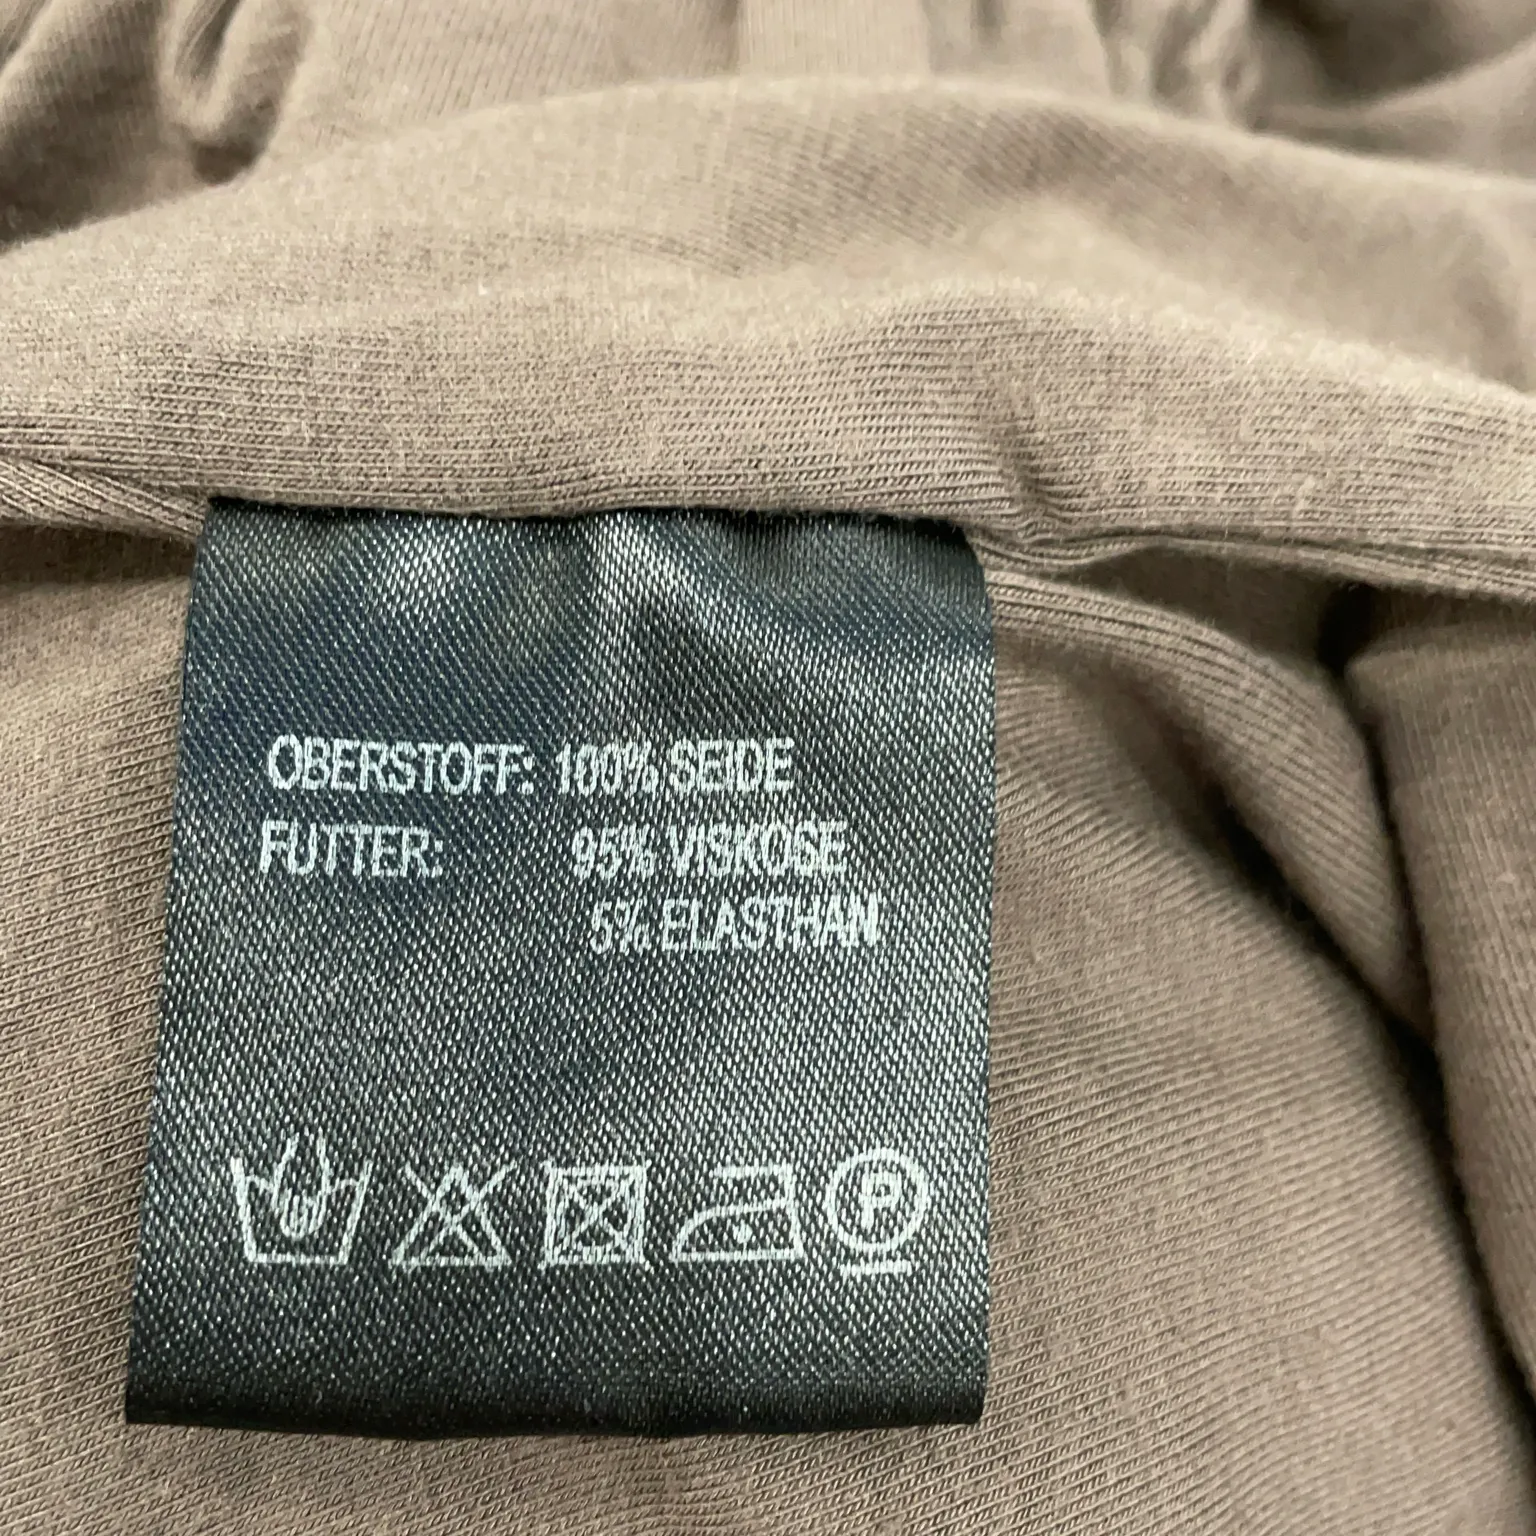 OBERSTOFF: 100% SEIDE
FUTTER: 95% VISKOSE
5% ELASTHAN
P